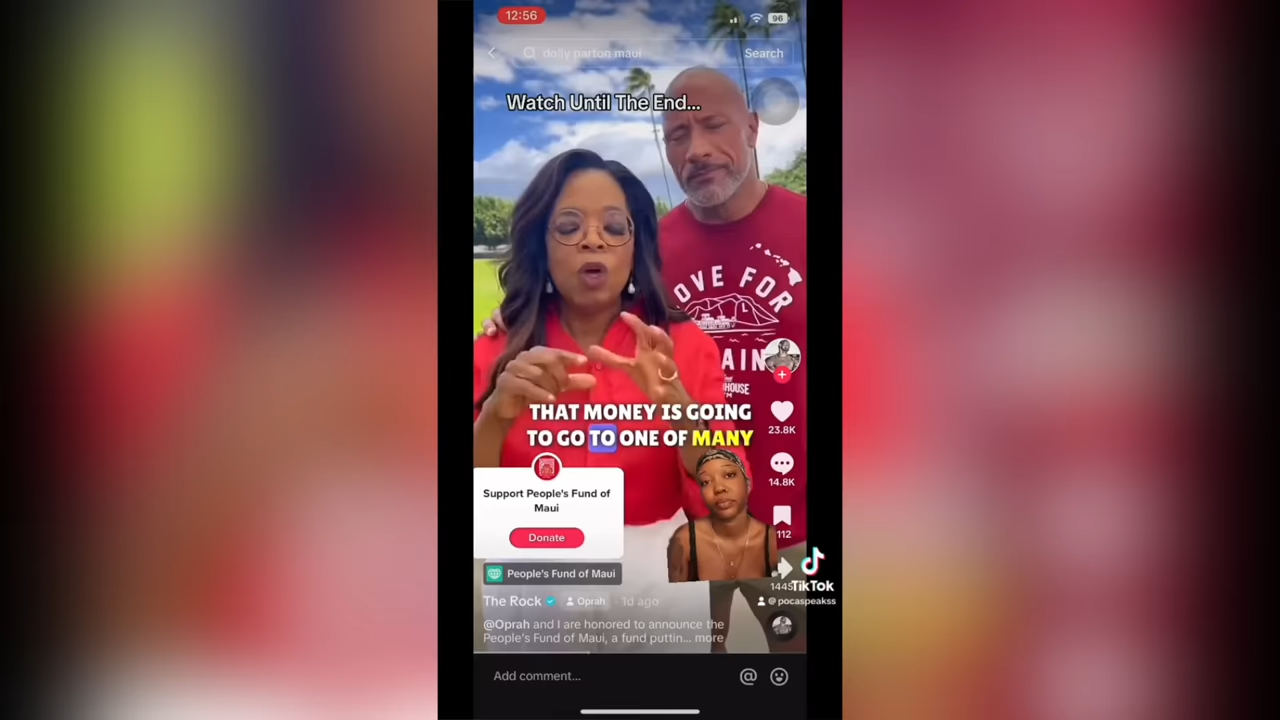 12:56
96
dolly parton maui
Search
Watch Until The End...
OVE FOR
L
AIN
HOUSE
THAT MONEY IS GOING
TO GO TO ONE OF MANY
23.8K
14.8K
112
Support People's Fund of
Maui
Donate
People's Fund of Maui
1445
TikTok
@pocaspeakss
The Rock
Oprah
· 1d ago
@Oprah and I are honored to announce the
People's Fund of Maui, a fund puttin... more
Add comment...
@